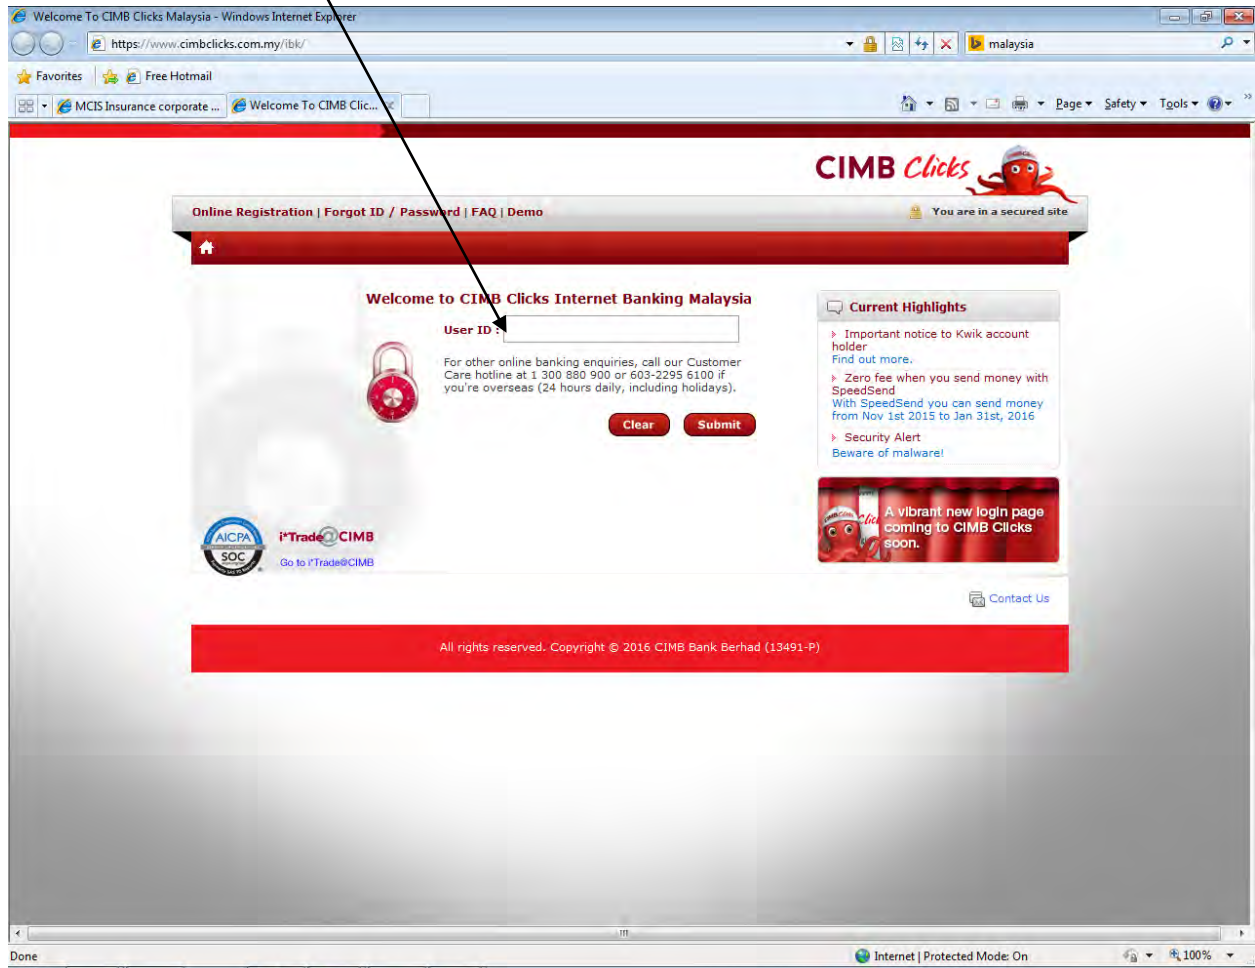 Welcome To CIMB Clicks Malaysia - Windows Internet Explorer
https://www.cimbclicks.com.my/ibk/
malaysia
Favorites
Free Hotmail
MCIS Insurance corporate ...
Welcome To CIMB Clic...
Page
Safety
Tools
CIMB Clicks
Online Registration | Forgot ID / Password | FAQ | Demo
You are in a secured site
Welcome to CIMB Clicks Internet Banking Malaysia
User ID :
For other online banking enquiries, call our Customer
Care hotline at 1 300 880 900 or 603-2295 6100 if
you're overseas (24 hours daily, including holidays).
Clear
Submit
Current Highlights
Important notice to Kwik account
holder
Find out more.
Zero fee when you send money with
SpeedSend
With SpeedSend you can send money
from Nov 1st 2015 to Jan 31st, 2016
Security Alert
Beware of malware!
A vibrant new login page
coming to CIMB Clicks
soon.
AICPA
SOC
i*Trade@CIMB
Go to i*Trade@CIMB
Contact Us
All rights reserved. Copyright © 2016 CIMB Bank Berhad (13491-P)
Done
Internet | Protected Mode: On
100%